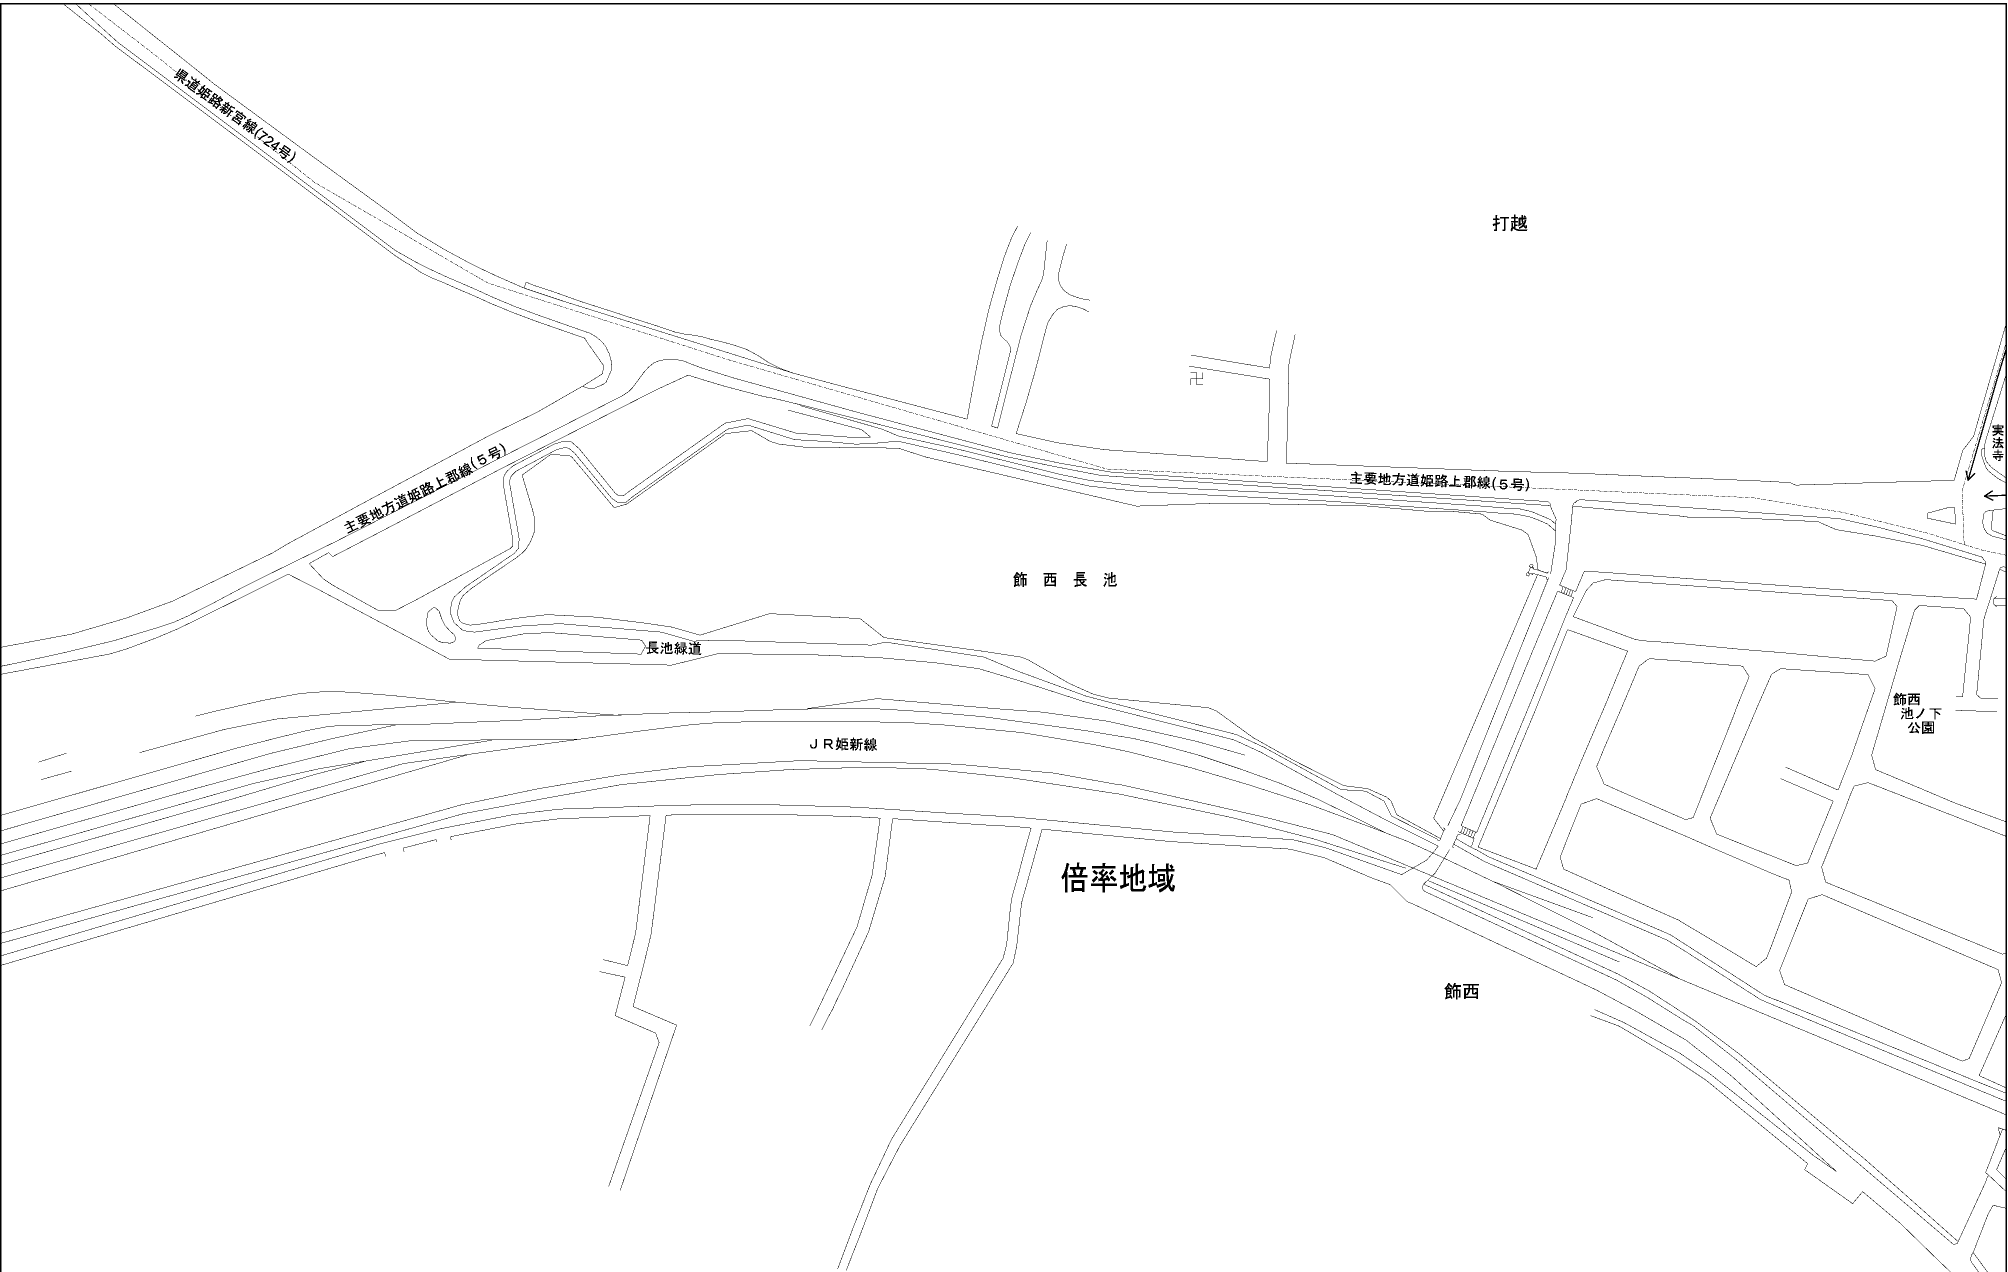 県道姫路新宮線(724号)
打越
実法寺
主要地方道姫路上郡線(５号)
主要地方道姫路上郡線(５号)
飾西長池
長池緑道
飾西
池ノ下
公園
ＪＲ姫新線
倍率地域
飾西